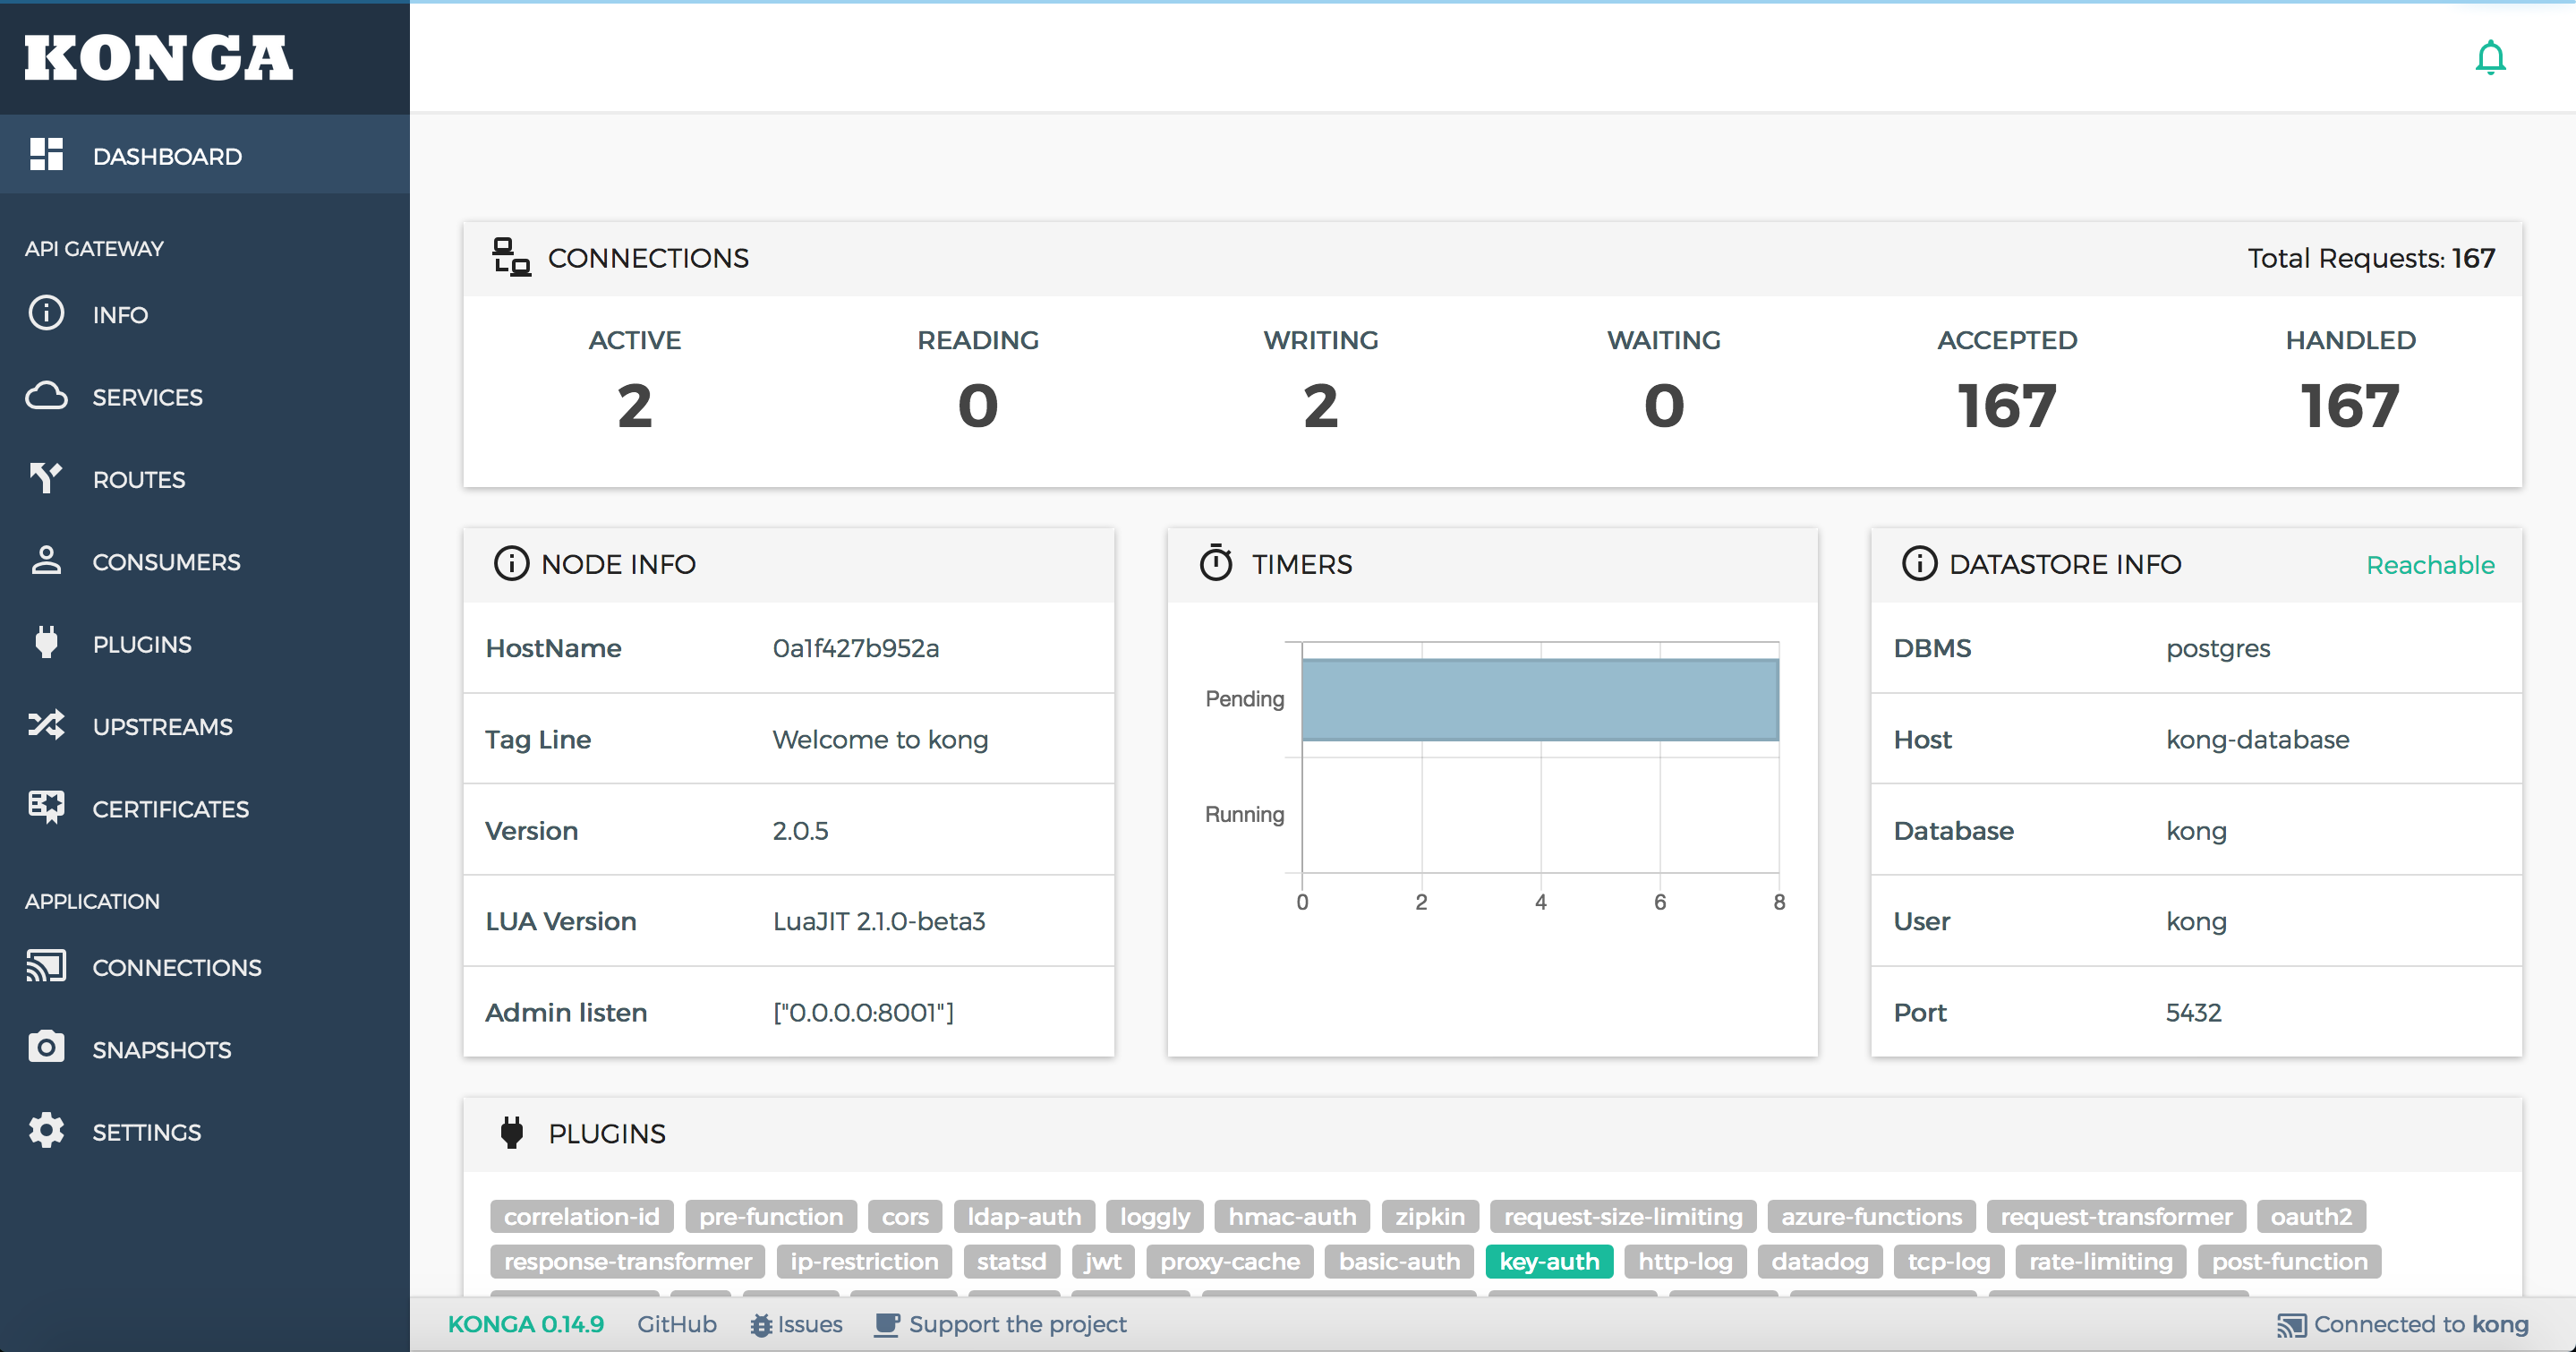 KONGA
DASHBOARD
API GATEWAY
INFO
SERVICES
ROUTES
CONSUMERS
PLUGINS
UPSTREAMS
CERTIFICATES
APPLICATION
CONNECTIONS
SNAPSHOTS
SETTINGS
CONNECTIONS Total Requests: 167
ACTIVE READING WRITING WAITING ACCEPTED HANDLED
2 0 2 0 167 167
NODE INFO
HostName 0a1f427b952a
Tag Line Welcome to kong
Version 2.0.5
LUA Version LuaJIT 2.1.0-beta3
Admin listen ["0.0.0.0:8001"]
TIMERS
Pending
Running
0 2 4 6 8
DATASTORE INFO Reachable
DBMS postgres
Host kong-database
Database kong
User kong
Port 5432
PLUGINS
correlation-id pre-function cors ldap-auth loggly hmac-auth zipkin request-size-limiting azure-functions request-transformer oauth2
response-transformer ip-restriction statsd jwt proxy-cache basic-auth key-auth http-log datadog tcp-log rate-limiting post-function
KONGA 0.14.9 GitHub Issues Support the project Connected to kong